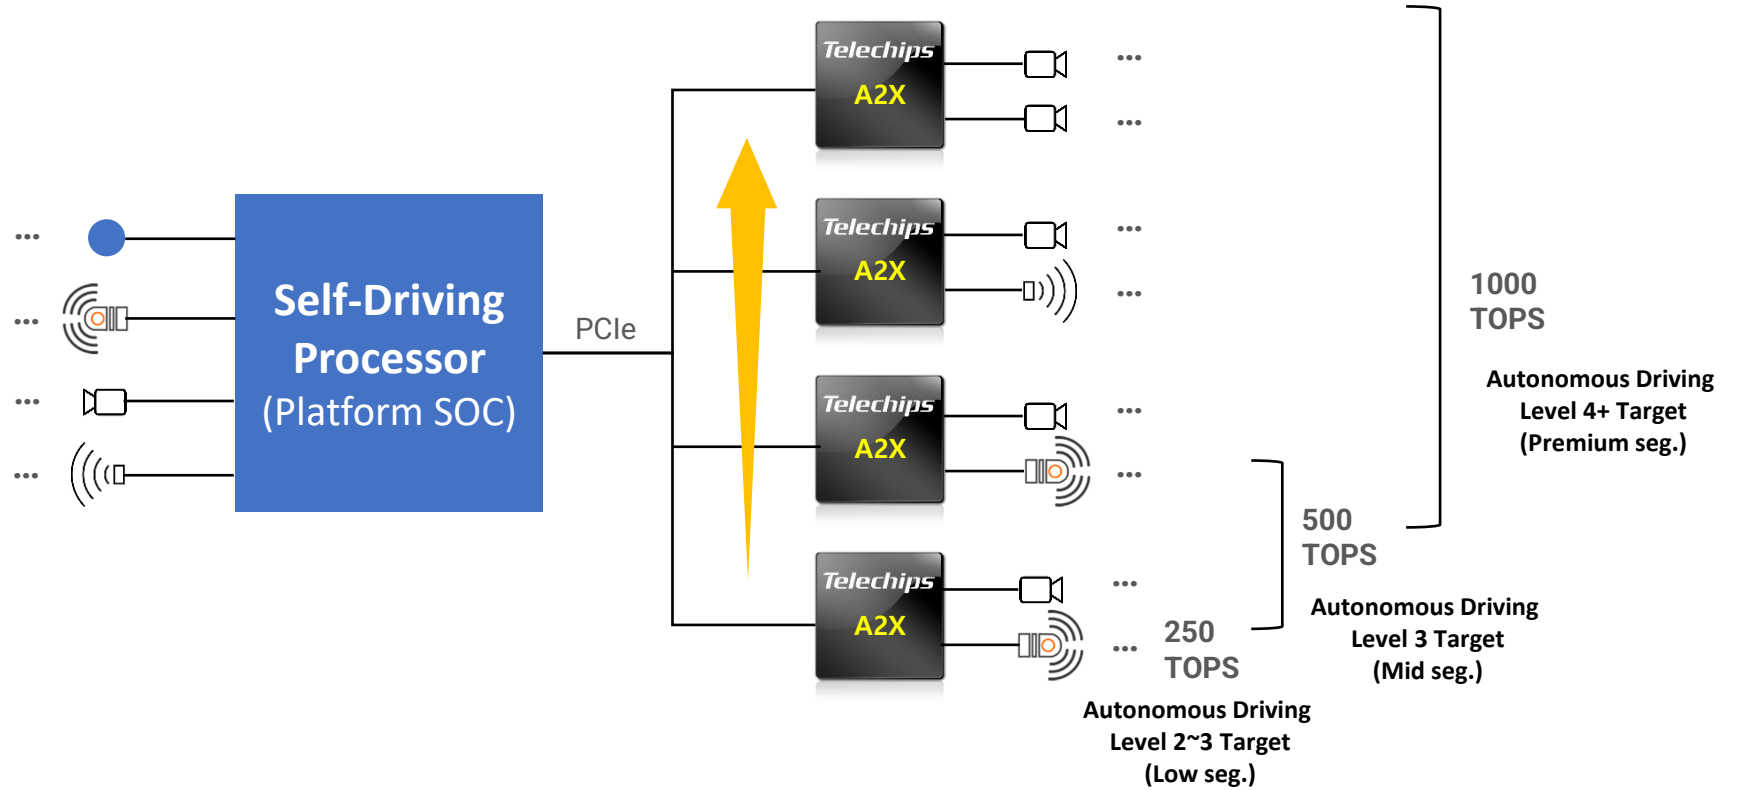 Telechips
A2X
Telechips
A2X
Telechips
A2X
Telechips
A2X
Self-Driving
Processor
(Platform SOC)
PCIe
1000
TOPS
Autonomous Driving
Level 4+ Target
(Premium seg.)
500
TOPS
Autonomous Driving
Level 3 Target
(Mid seg.)
250
TOPS
Autonomous Driving
Level 2~3 Target
(Low seg.)